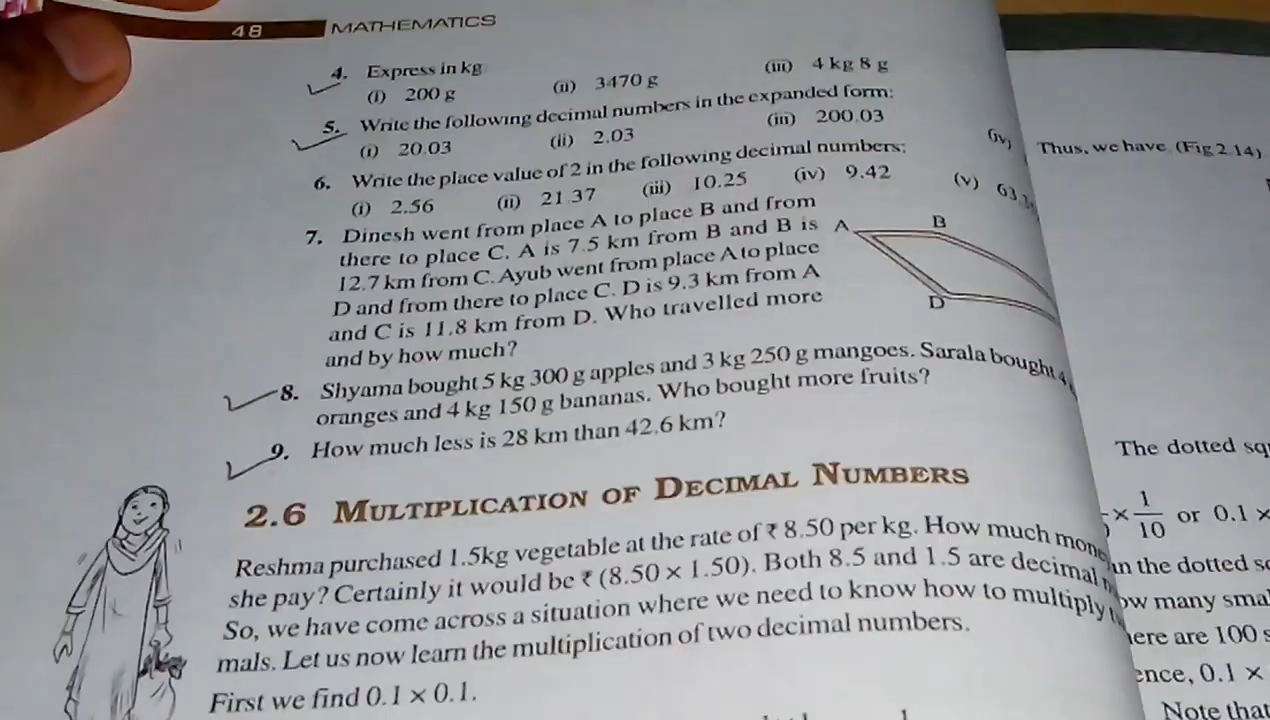 48 MATHEMATICS
4. Express in kg
(i) 200 g (ii) 3470 g (iii) 4 kg 8 g
5. Write the following decimal numbers in the expanded form:
(i) 20.03 (ii) 2.03 (iii) 200.03 (iv)
6. Write the place value of 2 in the following decimal numbers:
(i) 2.56 (ii) 21.37 (iii) 10.25 (iv) 9.42 (v) 63.
7. Dinesh went from place A to place B and from
there to place C. A is 7.5 km from B and B is
12.7 km from C. Ayub went from place A to place
D and from there to place C. D is 9.3 km from A
and C is 11.8 km from D. Who travelled more
and by how much?
A B
D
8. Shyama bought 5 kg 300 g apples and 3 kg 250 g mangoes. Sarala bought 4
oranges and 4 kg 150 g bananas. Who bought more fruits?
9. How much less is 28 km than 42.6 km?
2.6 MULTIPLICATION OF DECIMAL NUMBERS
Reshma purchased 1.5kg vegetable at the rate of ₹ 8.50 per kg. How much
she pay? Certainly it would be ₹ (8.50 × 1.50). Both 8.5 and 1.5 are decimal
So, we have come across a situation where we need to know how to multiply
mals. Let us now learn the multiplication of two decimal numbers.
First we find 0.1 × 0.1.
Thus, we have (Fig 2.14)
The dotted
× 1/10 or 0.1 ×
in the dotted
many
are 100
0.1 ×
Note that